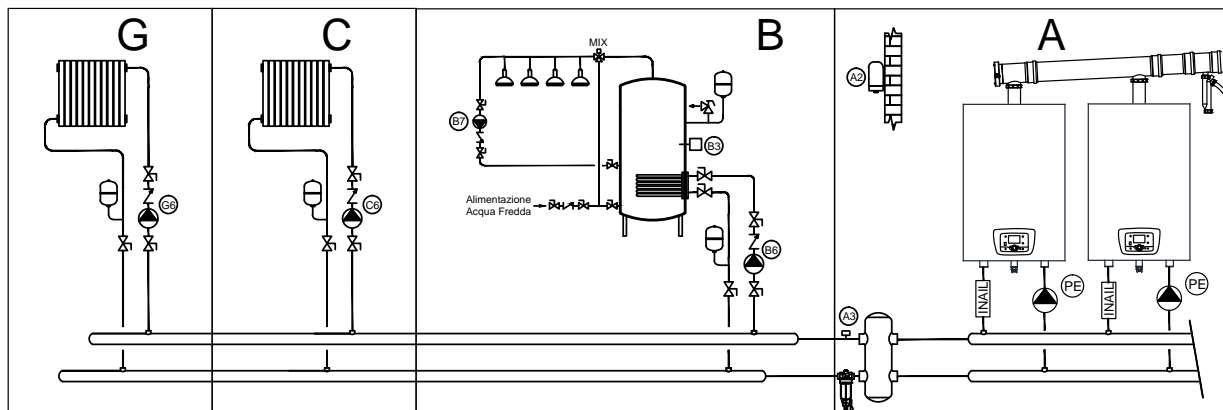 G
C
B
A
MIX
A2
B7
B3
G6
C6
Alimentazione
Acqua Fredda
B6
INAIL
PE
INAIL
PE
A3